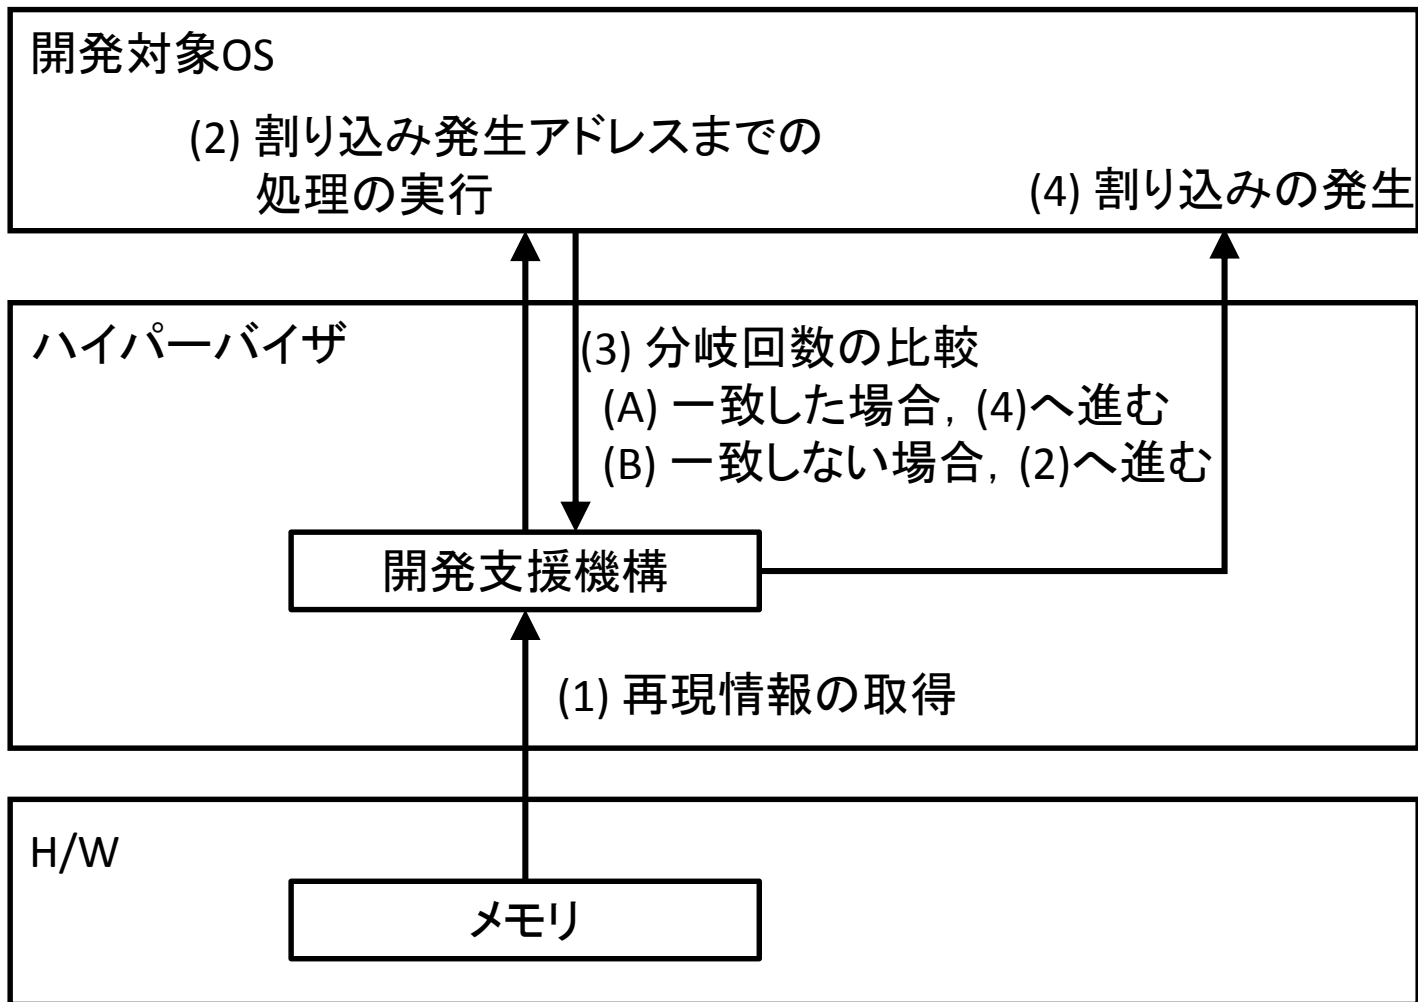 開発対象OS
(2) 割り込み発生アドレスまでの
処理の実行
(4) 割り込みの発生
ハイパーバイザ
(3) 分岐回数の比較
(A) 一致した場合，(4)へ進む
(B) 一致しない場合，(2)へ進む
開発支援機構
(1) 再現情報の取得
H/W
メモリ